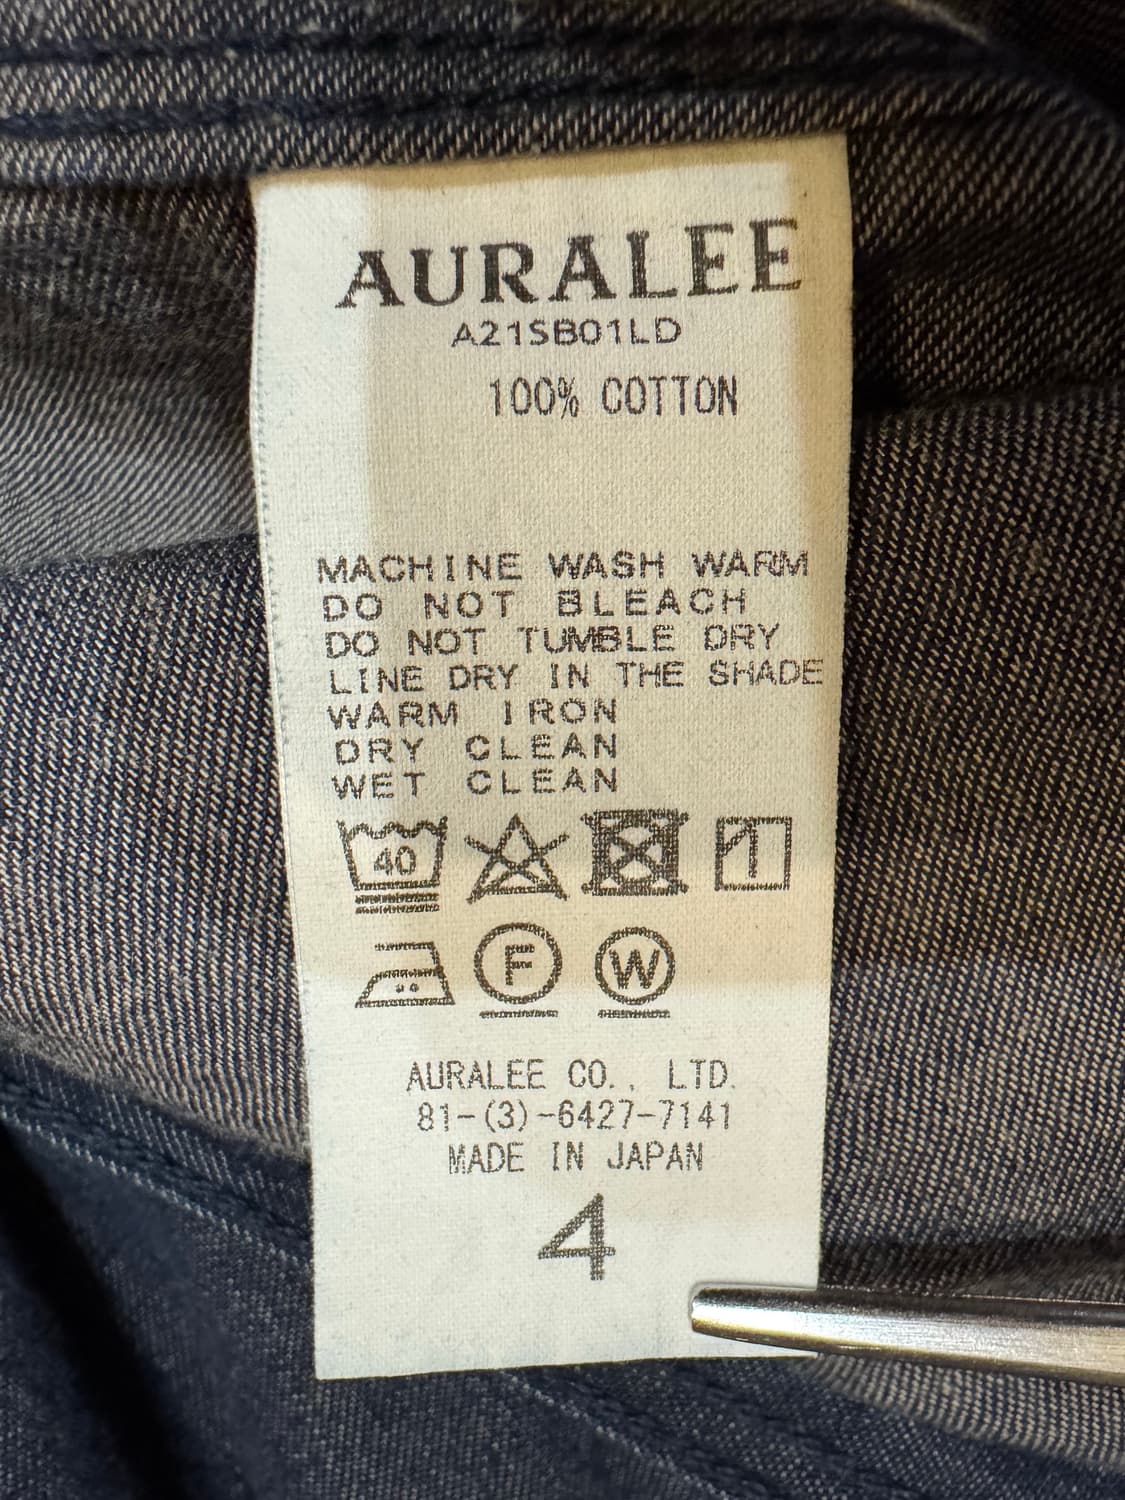 AURALEE
A21SB01LD
100% COTTON
MACHINE WASH WARM
DO NOT BLEACH
DO NOT TUMBLE DRY
LINE DRY IN THE SHADE
WARM IRON
DRY CLEAN
WET CLEAN
40
F W
AURALEE CO., LTD.
81-(3)-6427-7141
MADE IN JAPAN
4